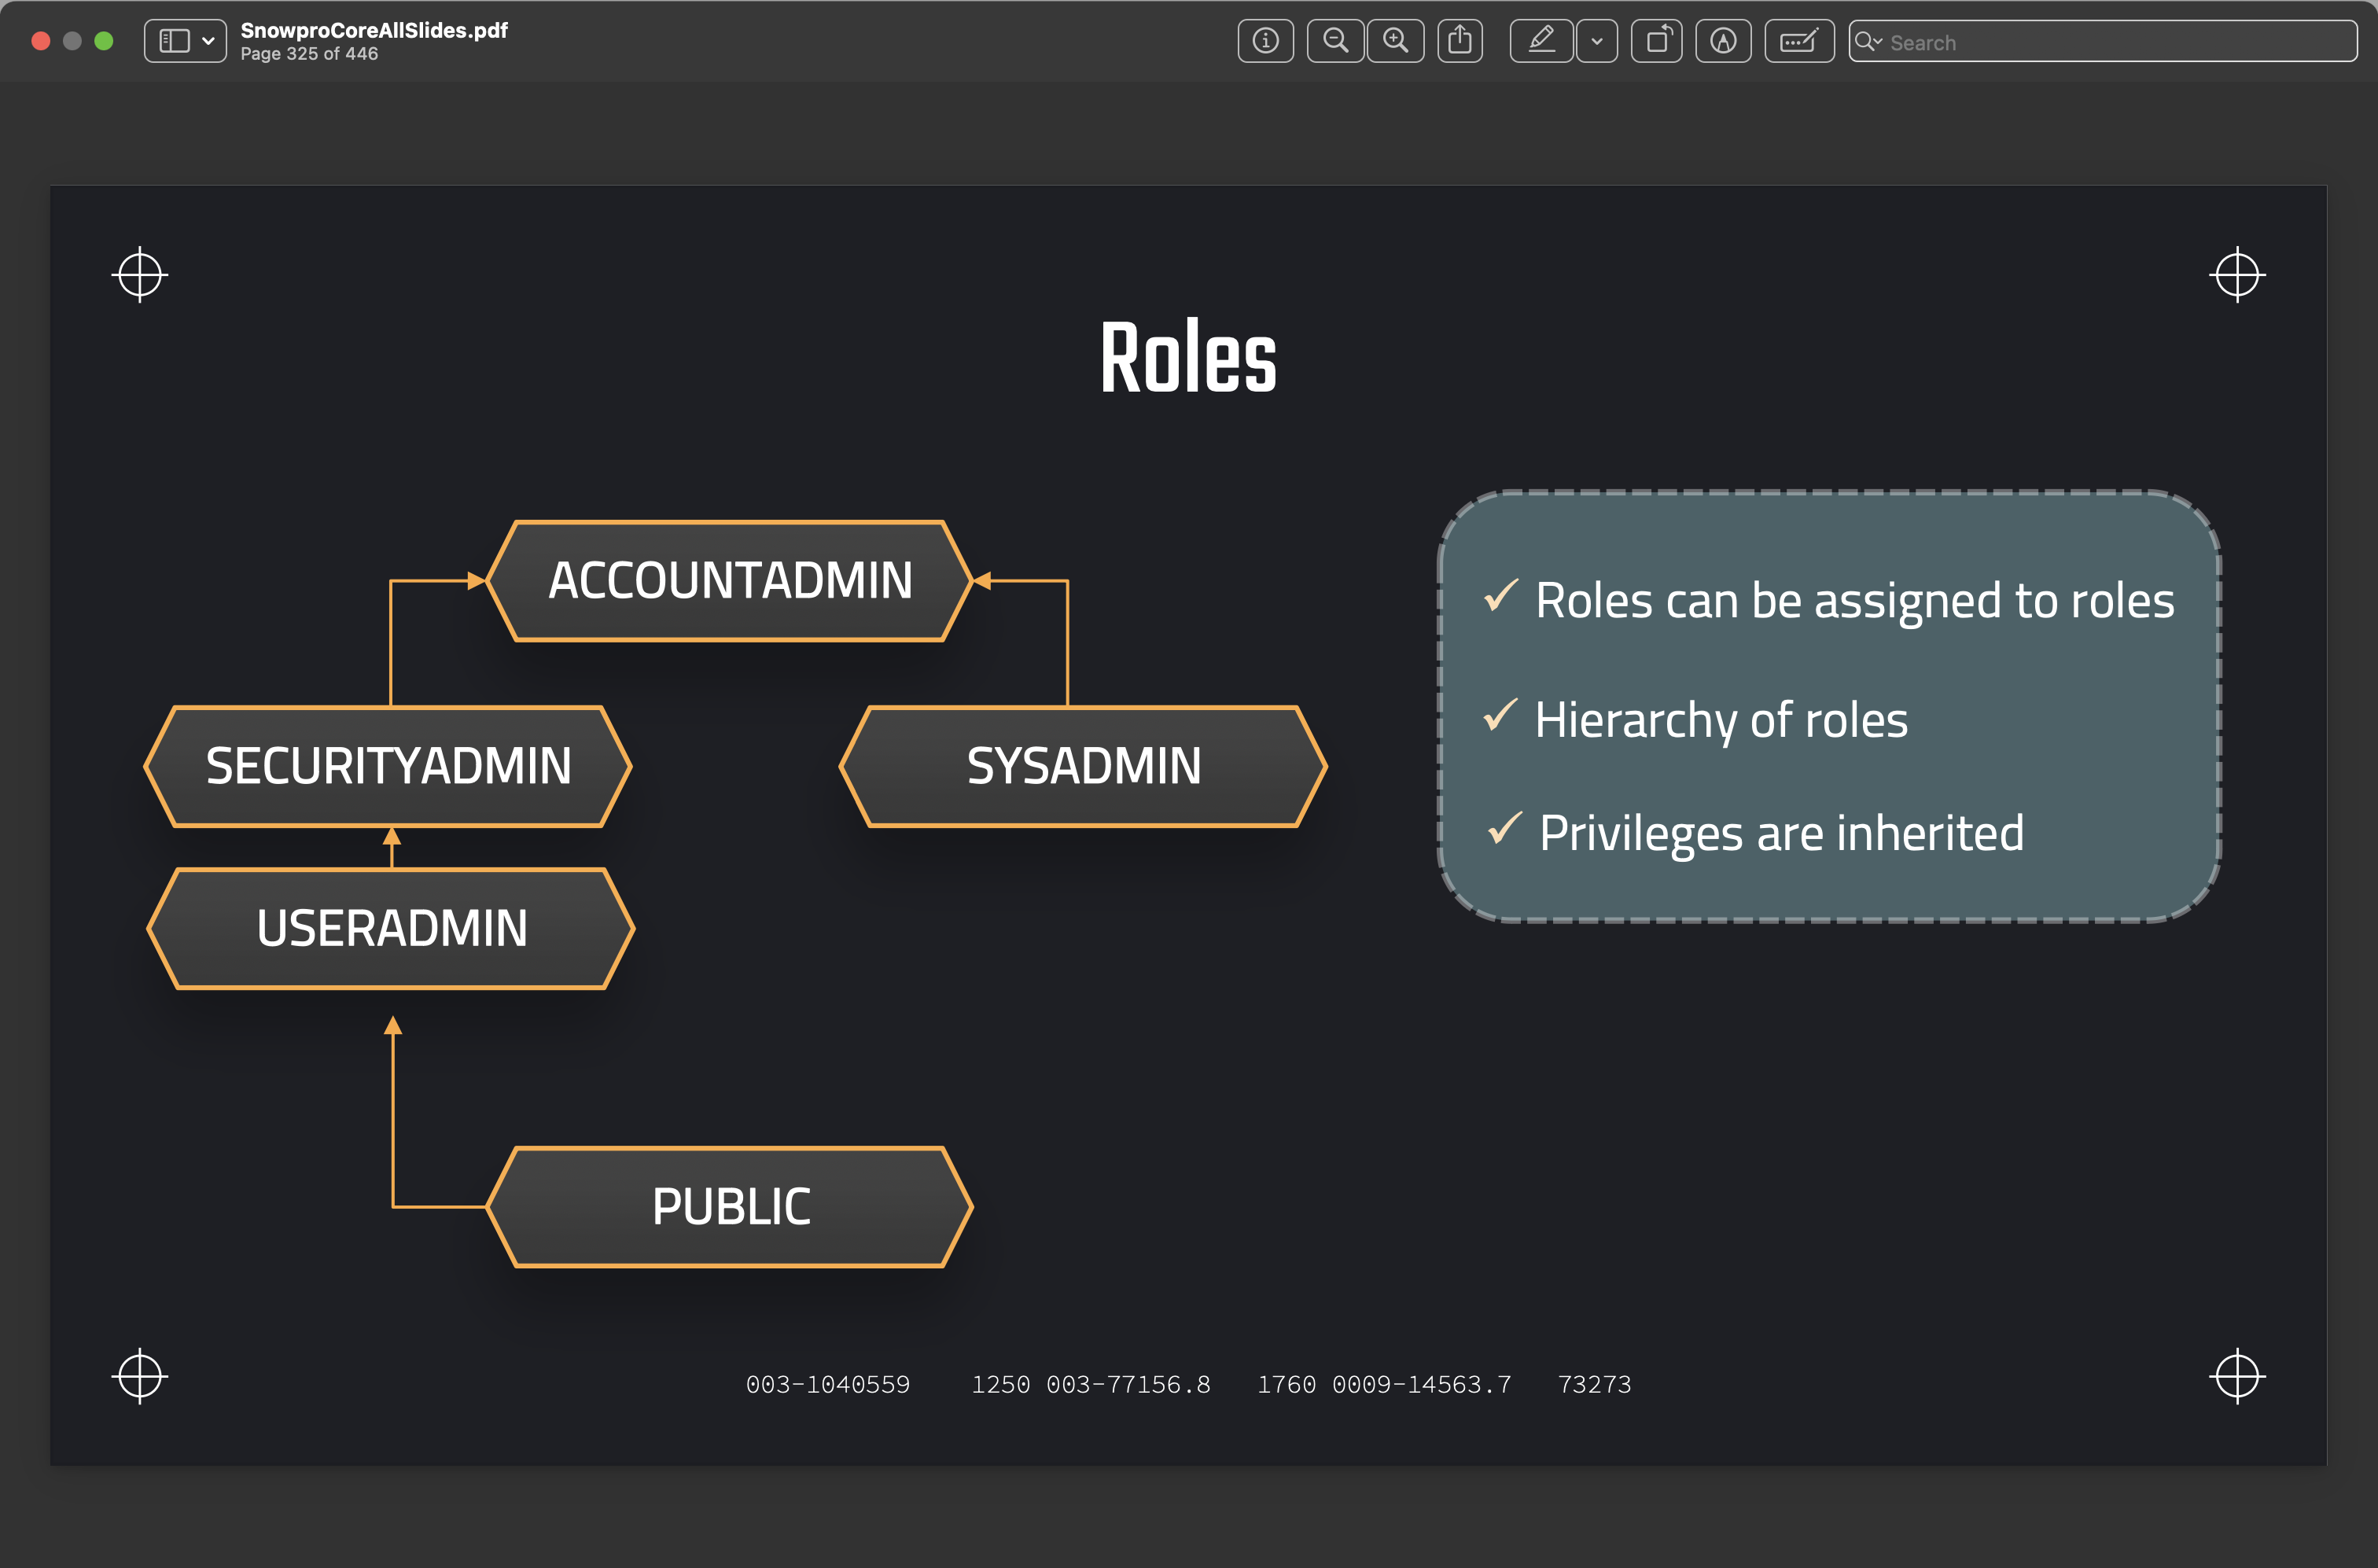 SnowproCoreAllSlides.pdf
Page 325 of 446
Search
Roles
ACCOUNTADMIN
SECURITYADMIN
SYSADMIN
USERADMIN
PUBLIC
Roles can be assigned to roles
Hierarchy of roles
Privileges are inherited
003-1040559 1250 003-77156.8 1760 0009-14563.7 73273